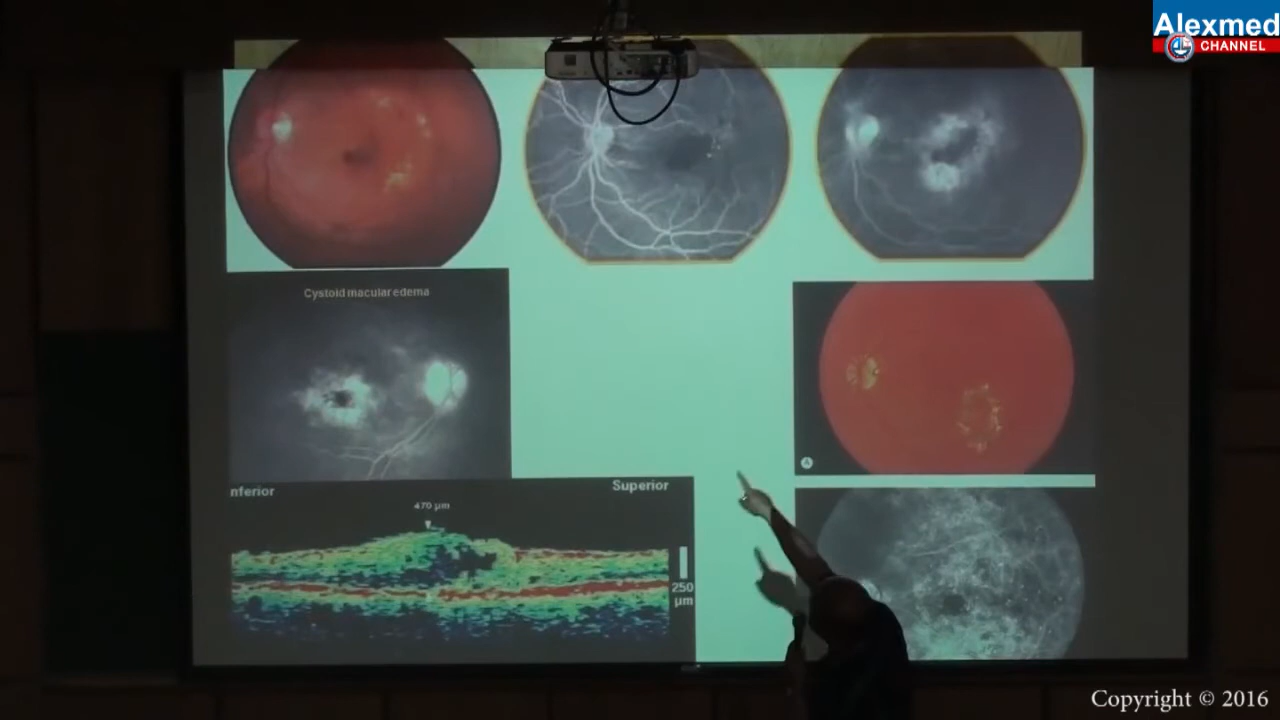 Alexmed
CHANNEL
Cystoid macular edema
nferior
Superior
470 µm
250
µm
A
Copyright © 2016